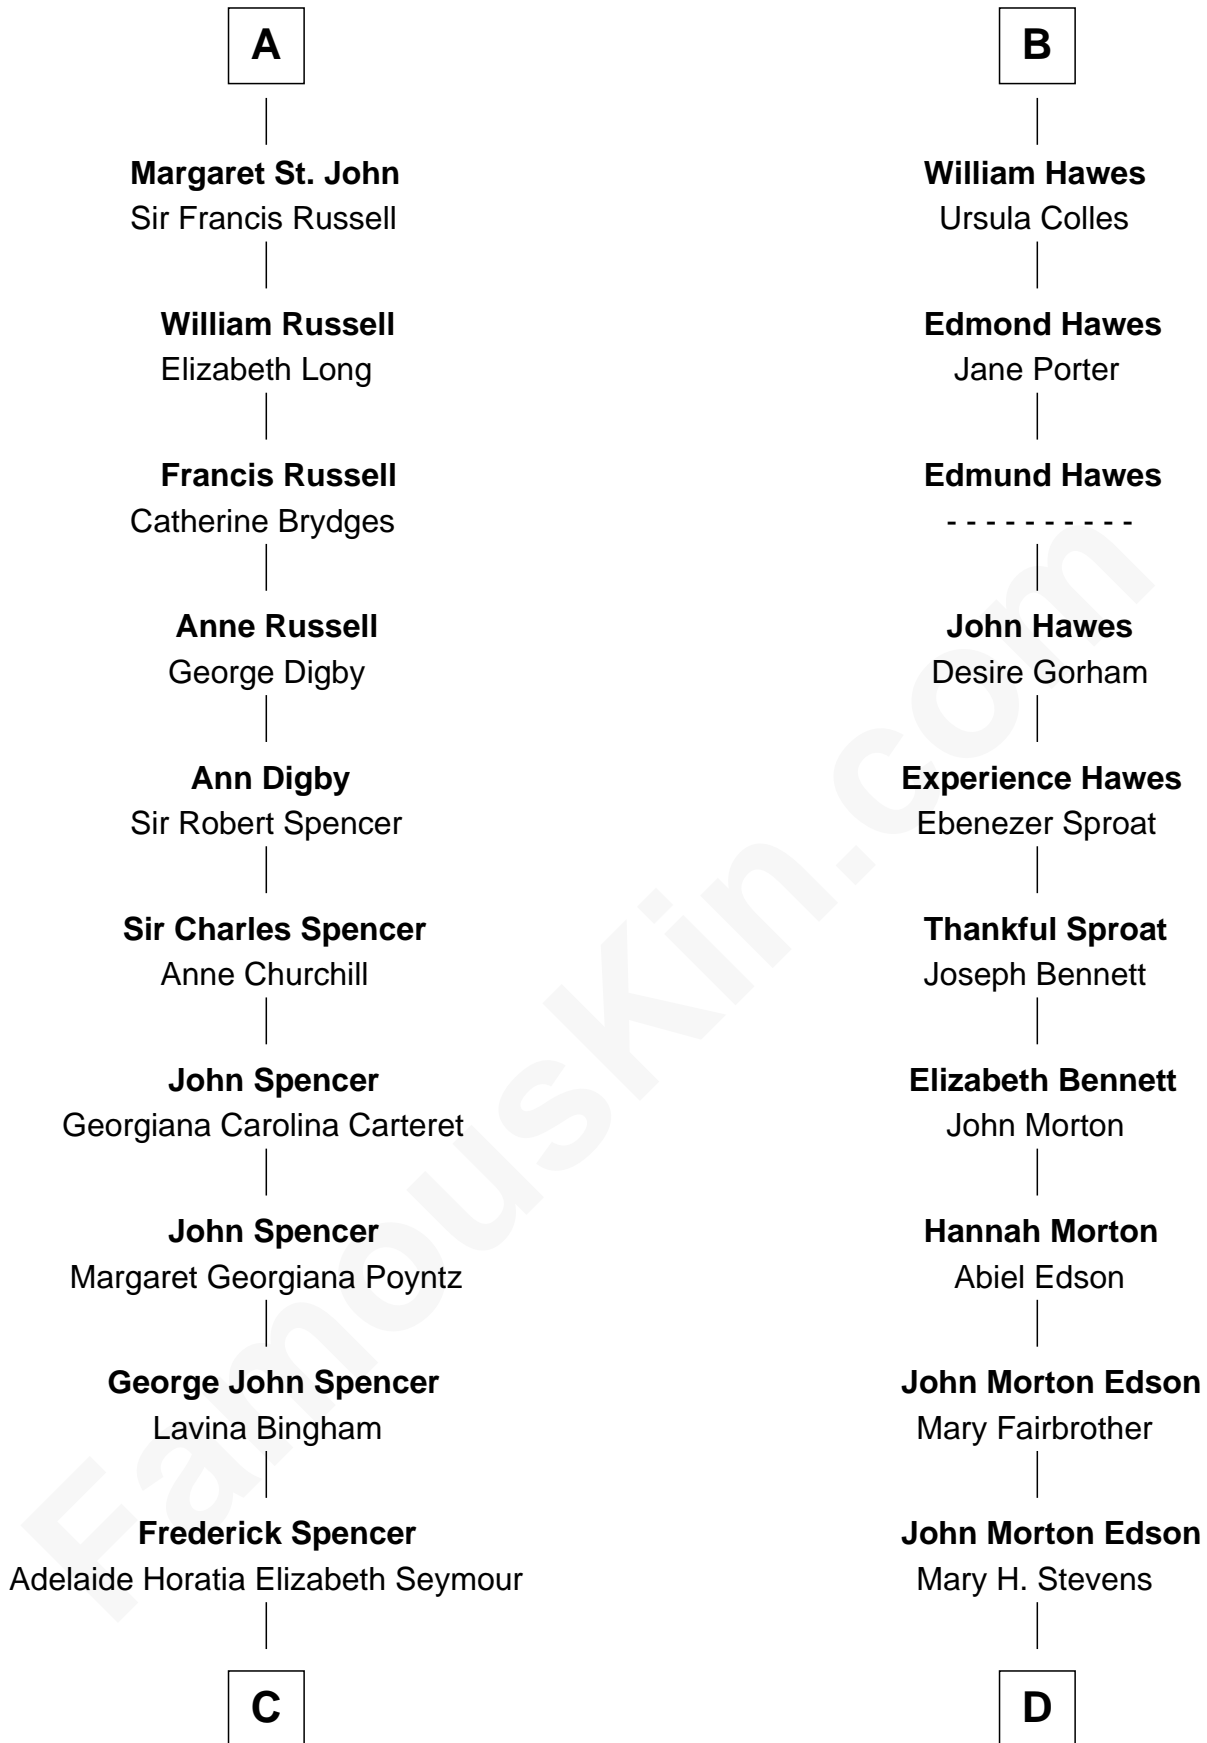 A
Margaret St. John
Sir Francis Russell
William Russell
Elizabeth Long
Francis Russell
Catherine Brydges
Anne Russell
George Digby
Ann Digby
Sir Robert Spencer
Sir Charles Spencer
Anne Churchill
John Spencer
Georgiana Carolina Carteret
John Spencer
Margaret Georgiana Poyntz
George John Spencer
Lavina Bingham
Frederick Spencer
Adelaide Horatia Elizabeth Seymour
C
B
William Hawes
Ursula Colles
Edmond Hawes
Jane Porter
Edmund Hawes
- - - - - - - - - -
John Hawes
Desire Gorham
Experience Hawes
Ebenezer Sproat
Thankful Sproat
Joseph Bennett
Elizabeth Bennett
John Morton
Hannah Morton
Abiel Edson
John Morton Edson
Mary Fairbrother
John Morton Edson
Mary H. Stevens
D
FamousKin.com